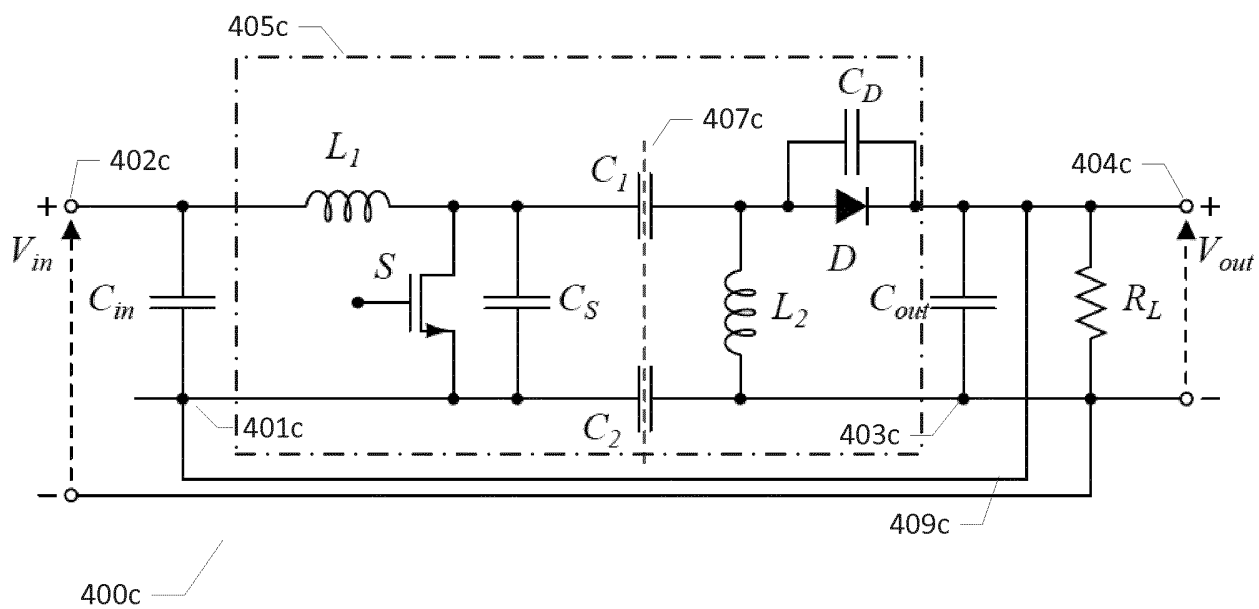 405c
C_D
407c
402c
L_1
C_1
404c
+
+
V_in
S
D
V_out
C_in
C_S
L_2
C_out
R_L
401c
C_2
403c
−
−
409c
400c